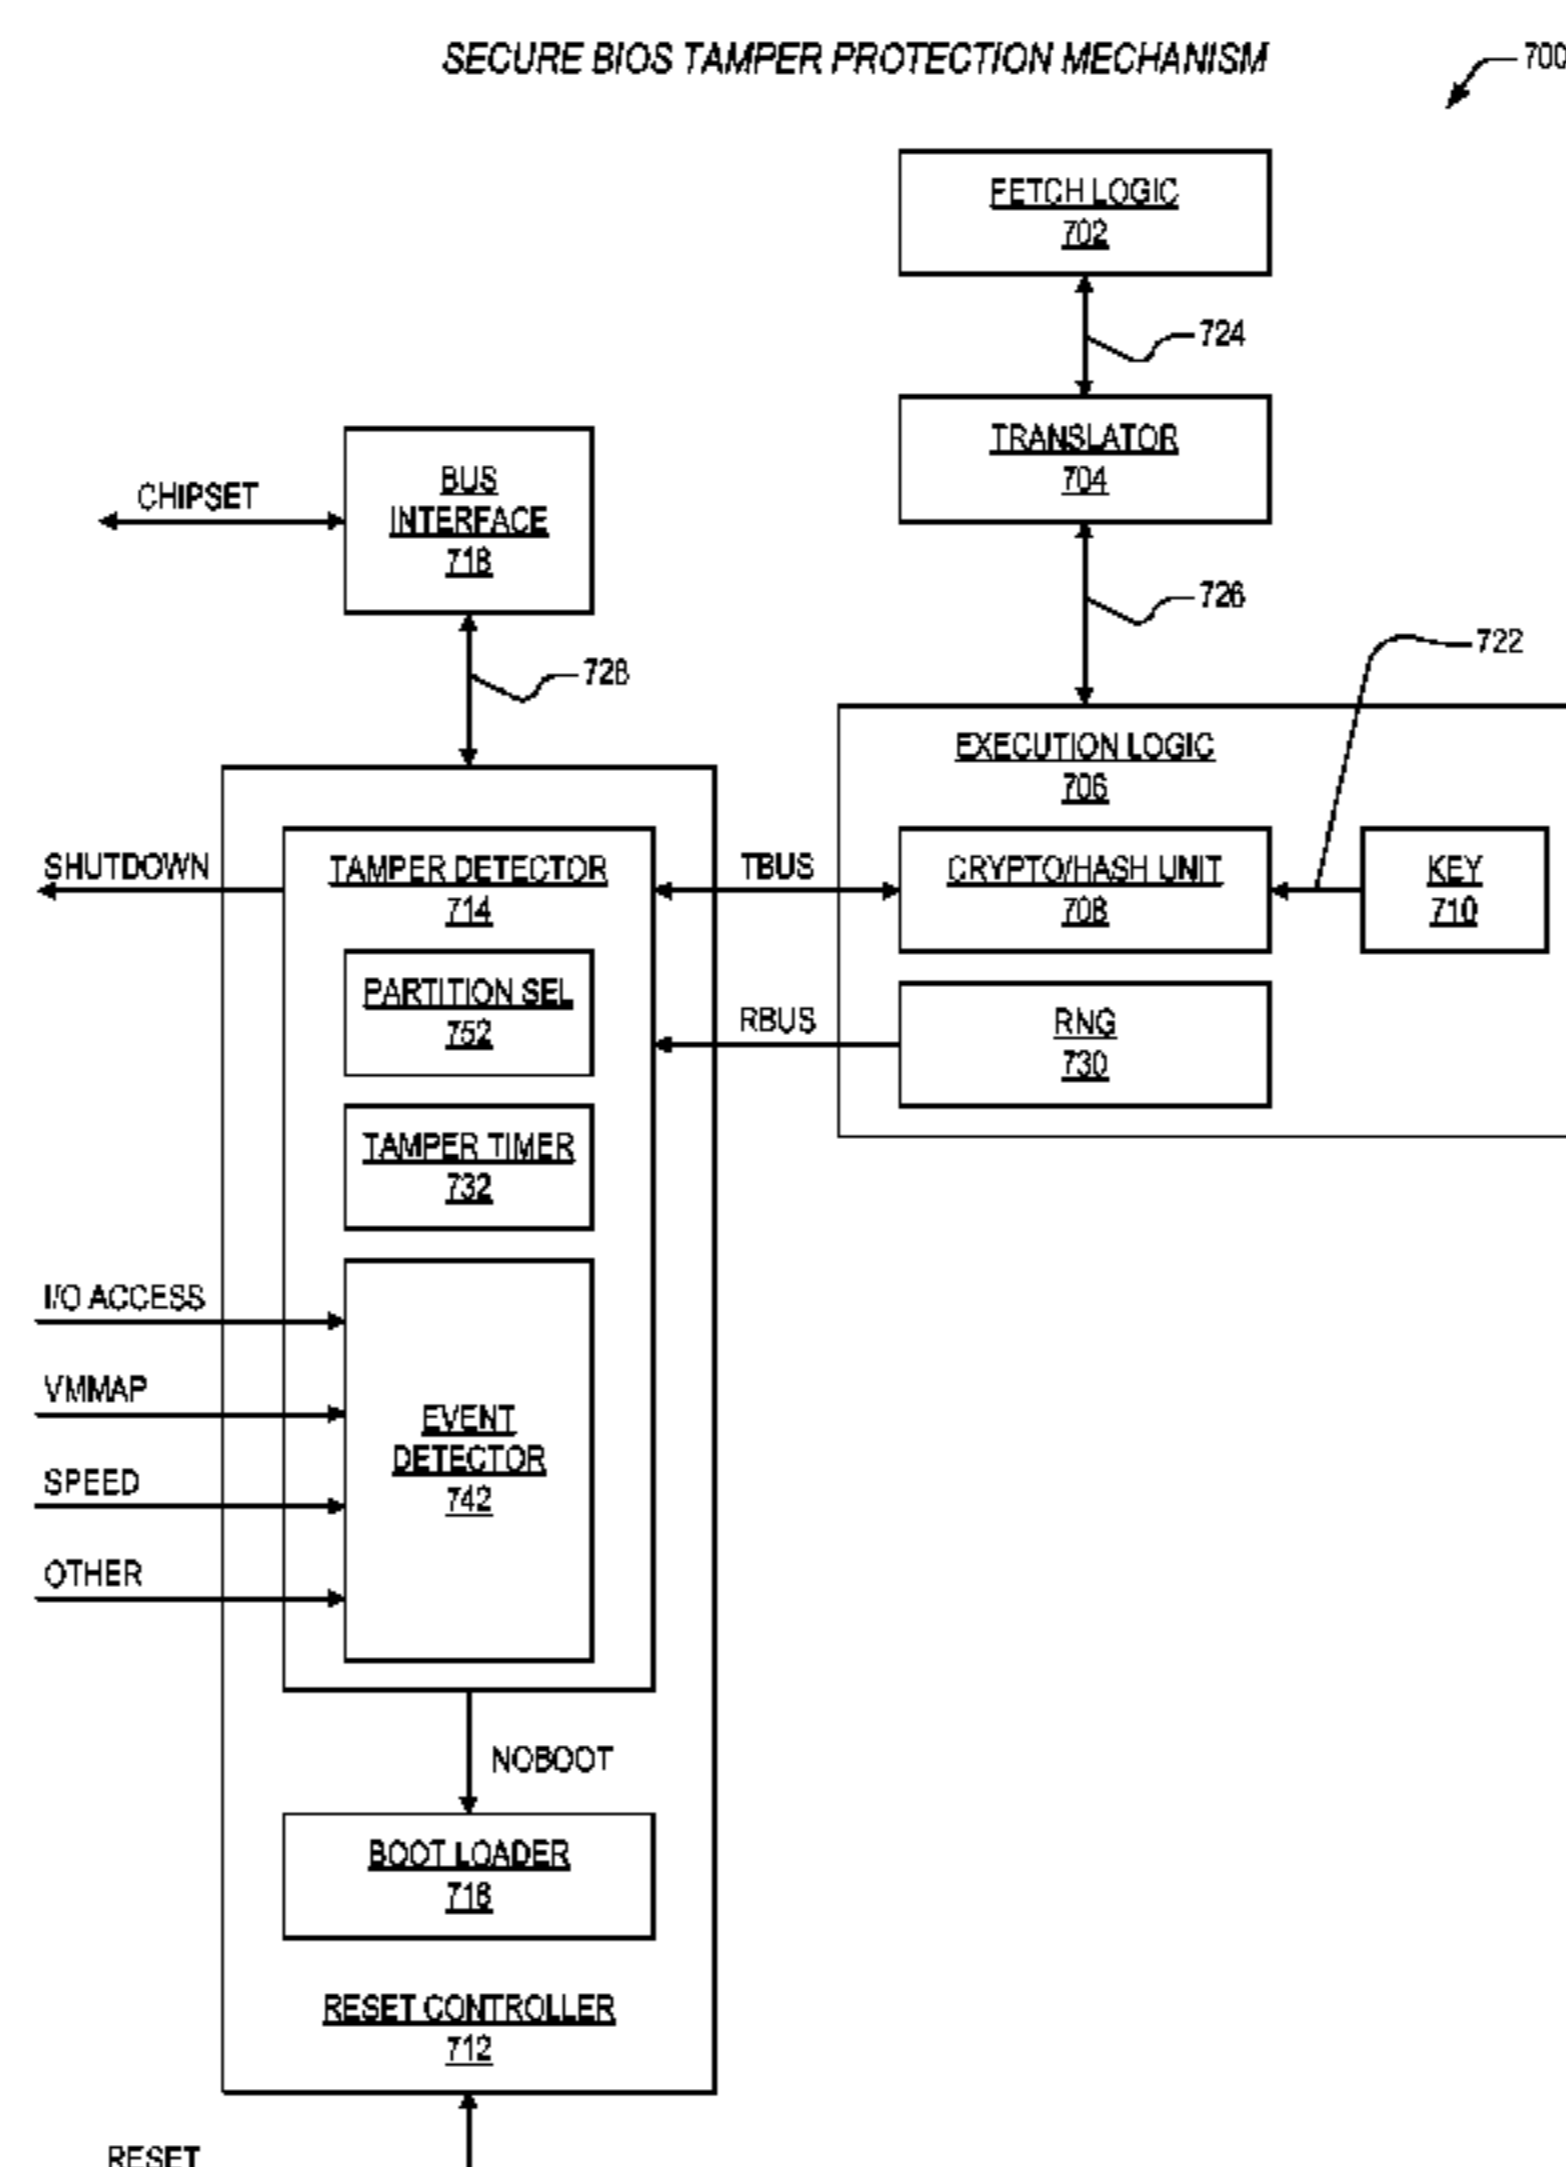 SECURE BIOS TAMPER PROTECTION MECHANISM
700
FETCH LOGIC
702
724
TRANSLATOR
704
CHIPSET
BUS
INTERFACE
718
726
722
728
EXECUTION LOGIC
706
SHUTDOWN
TAMPER DETECTOR
714
TBUS
CRYPTO/HASH UNIT
708
KEY
710
PARTITION SEL
752
RBUS
RNG
730
TAMPER TIMER
732
I/O ACCESS
VMMAP
SPEED
OTHER
EVENT
DETECTOR
742
NOBOOT
BOOT LOADER
716
RESET CONTROLLER
712
RESET